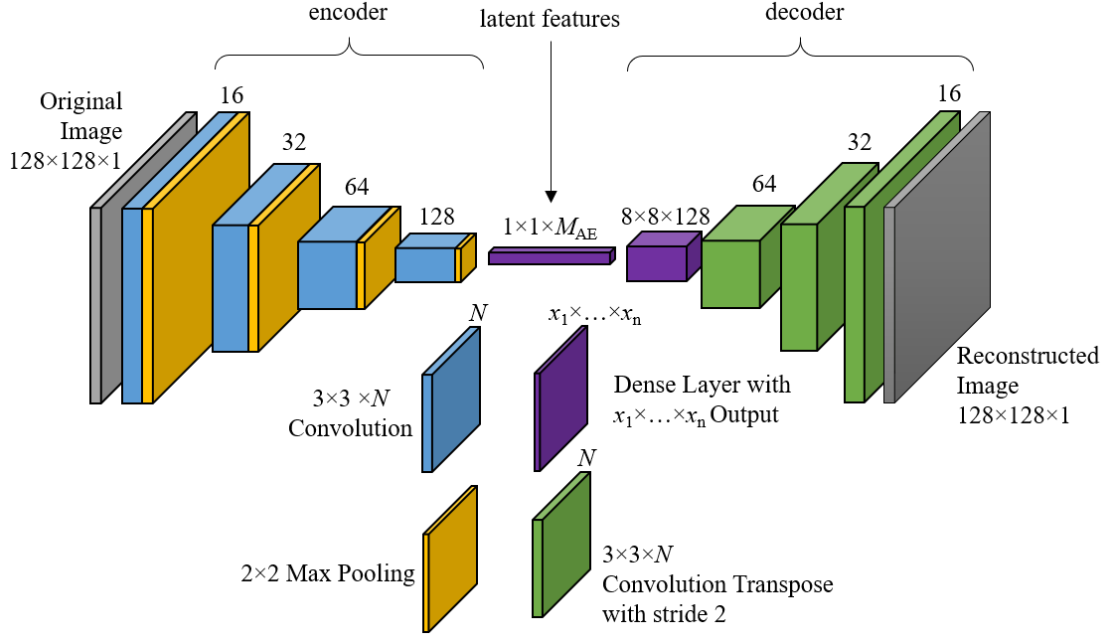 encoder
latent features
decoder
Original
Image
128×128×1
16
32
64
128
1×1×M_AE
8×8×128
64
32
16
Reconstructed
Image
128×128×1
N
3×3 ×N
Convolution
x₁×…×xₙ
Dense Layer with
x₁×…×xₙ Output
2×2 Max Pooling
N
3×3×N
Convolution Transpose
with stride 2